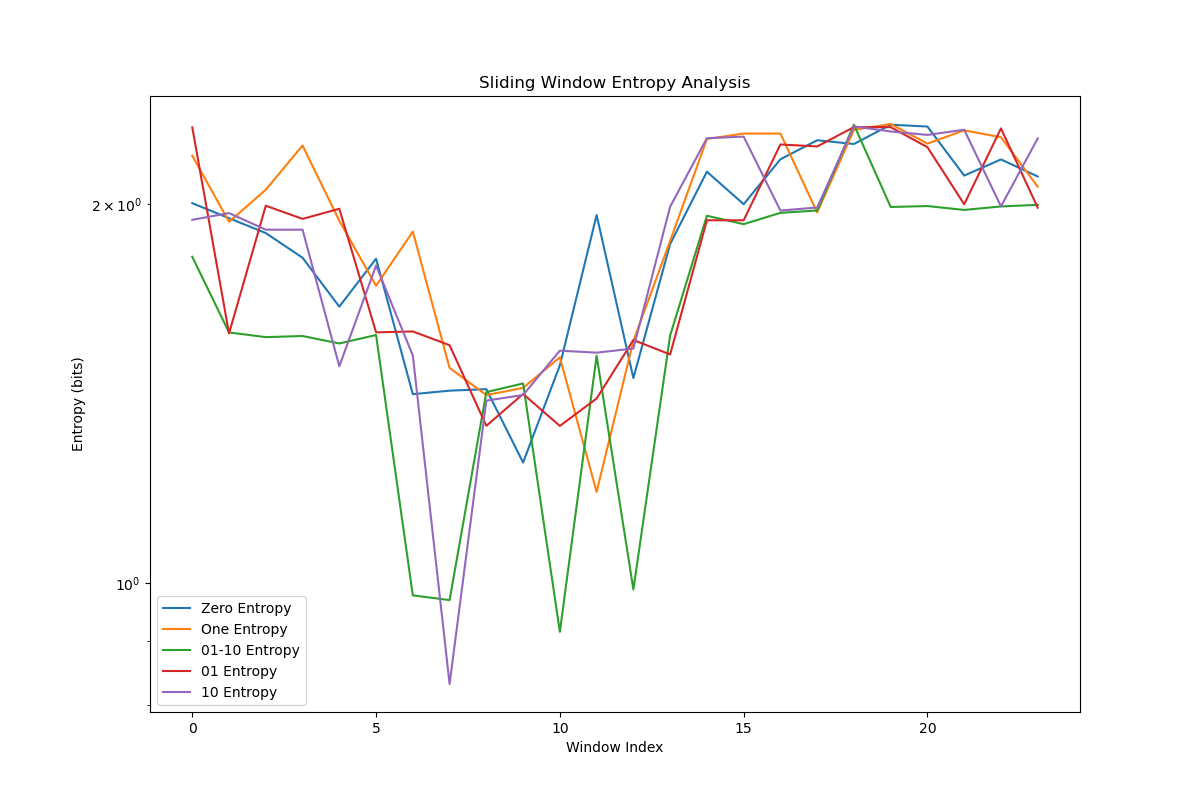 Sliding Window Entropy Analysis
Entropy (bits)
2 × 10⁰
10⁰
Zero Entropy
One Entropy
01-10 Entropy
01 Entropy
10 Entropy
0 5 10 15 20
Window Index